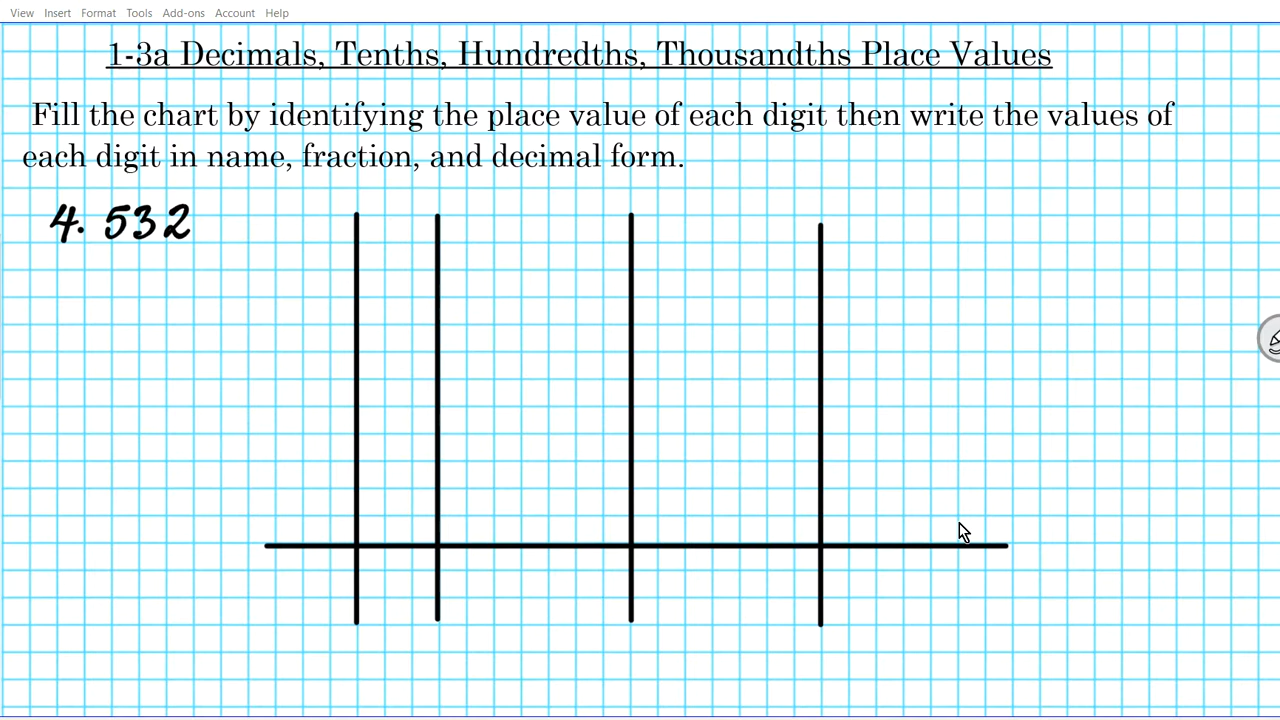 View Insert Format Tools Add-ons Account Help
1-3a Decimals, Tenths, Hundredths, Thousandths Place Values
Fill the chart by identifying the place value of each digit then write the values of
each digit in name, fraction, and decimal form.
4. 532